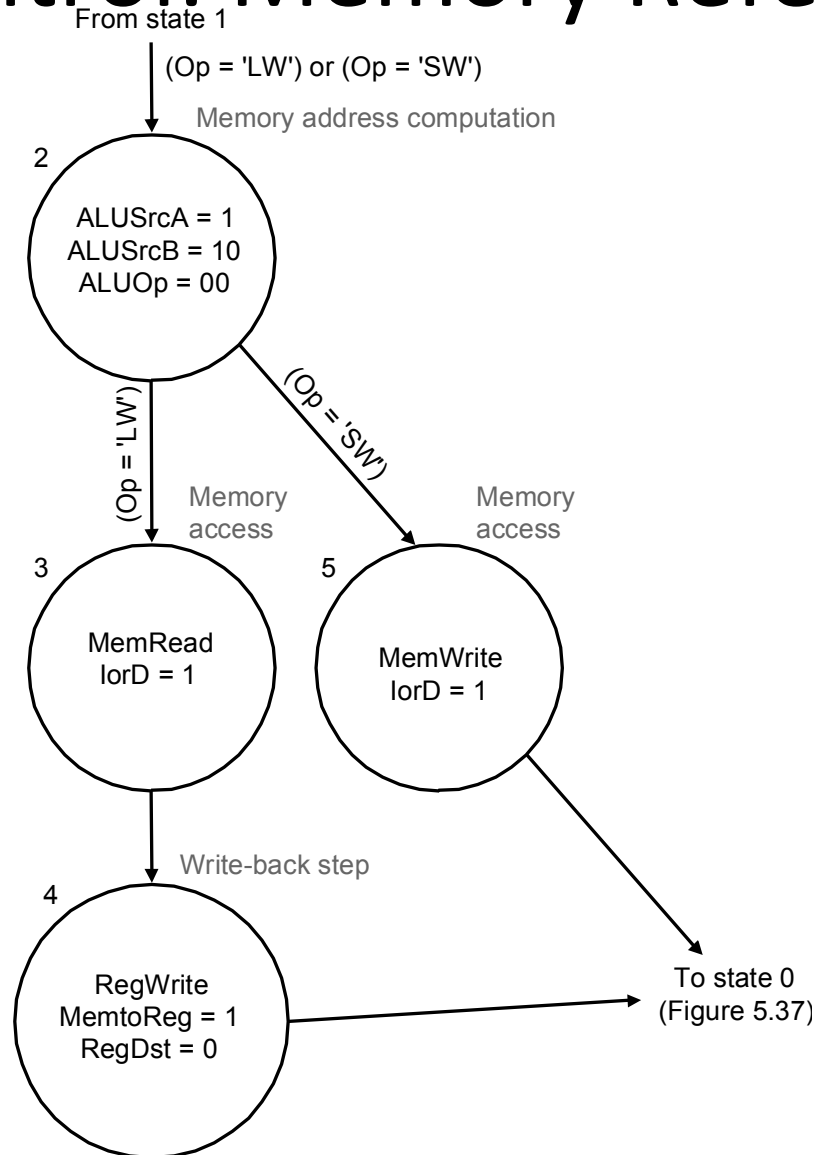 From state 1
(Op = 'LW') or (Op = 'SW')
Memory address computation
2
ALUSrcA = 1
ALUSrcB = 10
ALUOp = 00
(Op = 'LW')
(Op = 'SW')
Memory
access
Memory
access
3
5
MemRead
IorD = 1
MemWrite
IorD = 1
Write-back step
4
RegWrite
MemtoReg = 1
RegDst = 0
To state 0
(Figure 5.37)